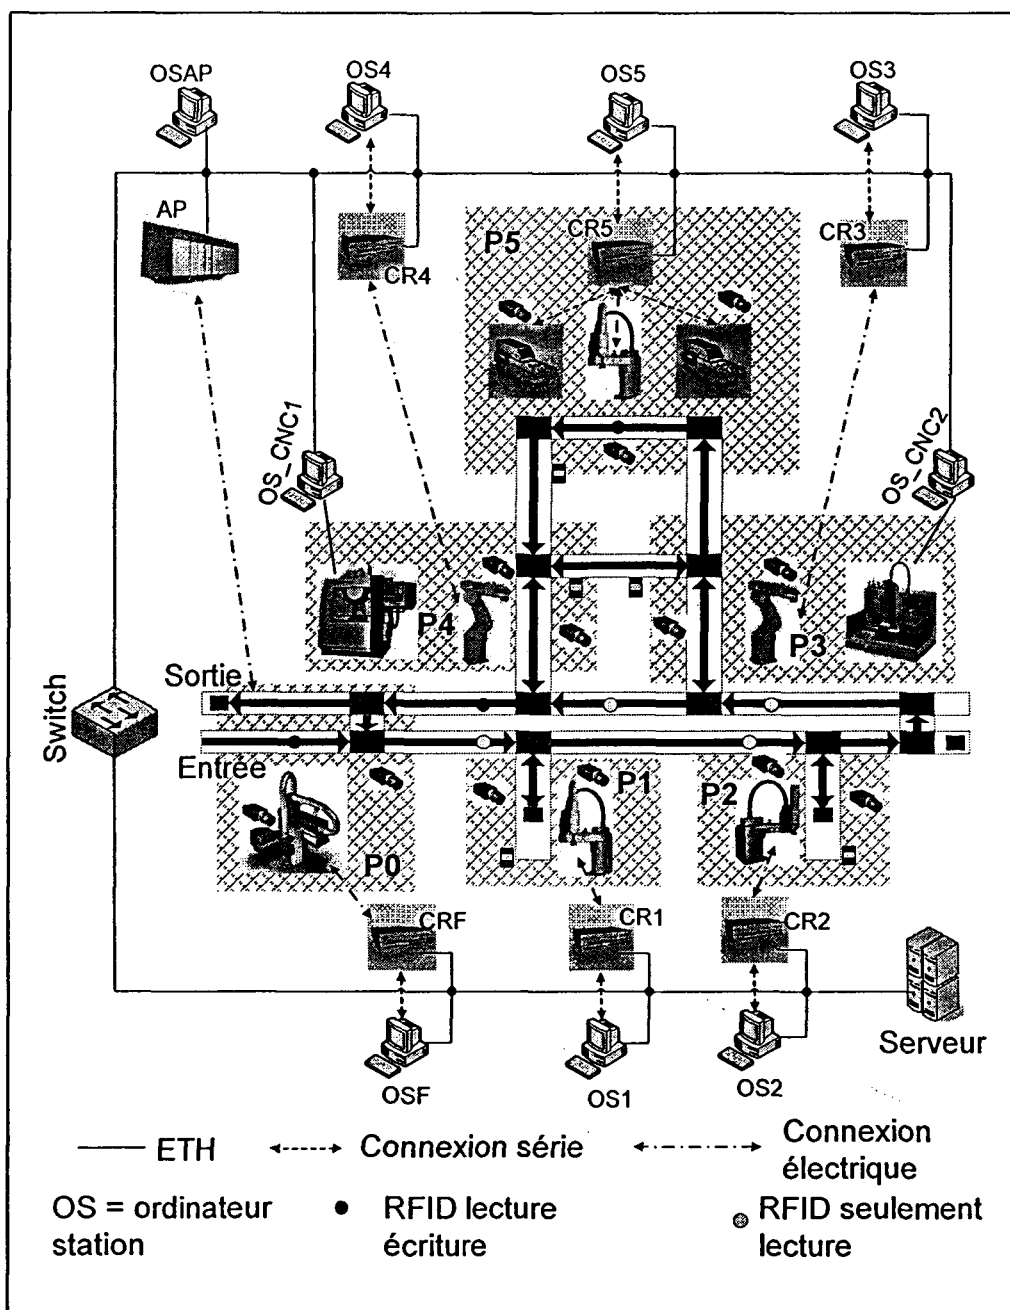 OSAP
OS4
OS5
OS3
AP
CR4
P5
CR5
CR3
OS_CNC1
OS_CNC2
P4
P3
Sortie
Switch
Entrée
P0
P1
P2
CRF
CR1
CR2
OSF
OS1
OS2
Serveur
ETH
Connexion série
Connexion
électrique
OS = ordinateur
station
RFID lecture
écriture
RFID seulement
lecture